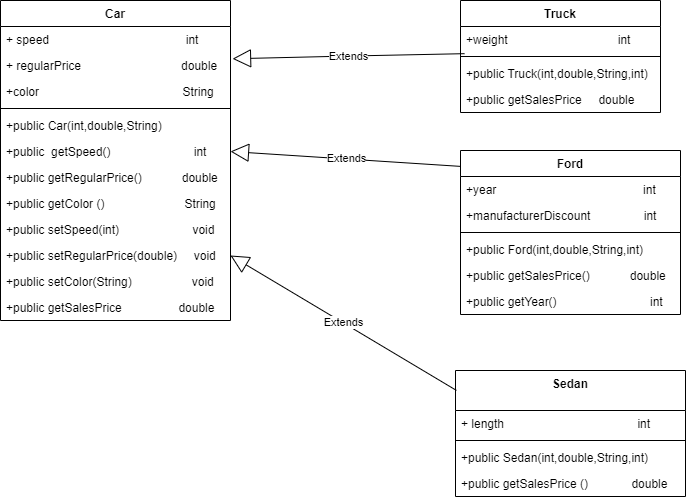 Car
+ speed int
+ regularPrice double
+color String
+public Car(int,double,String)
+public getSpeed() int
+public getRegularPrice() double
+public getColor () String
+public setSpeed(int) void
+public setRegularPrice(double) void
+public setColor(String) void
+public getSalesPrice double
Extends
Truck
+weight int
+public Truck(int,double,String,int)
+public getSalesPrice double
Extends
Ford
+year int
+manufacturerDiscount int
+public Ford(int,double,String,int)
+public getSalesPrice() double
+public getYear() int
Extends
Sedan
+ length int
+public Sedan(int,double,String,int)
+public getSalesPrice () double